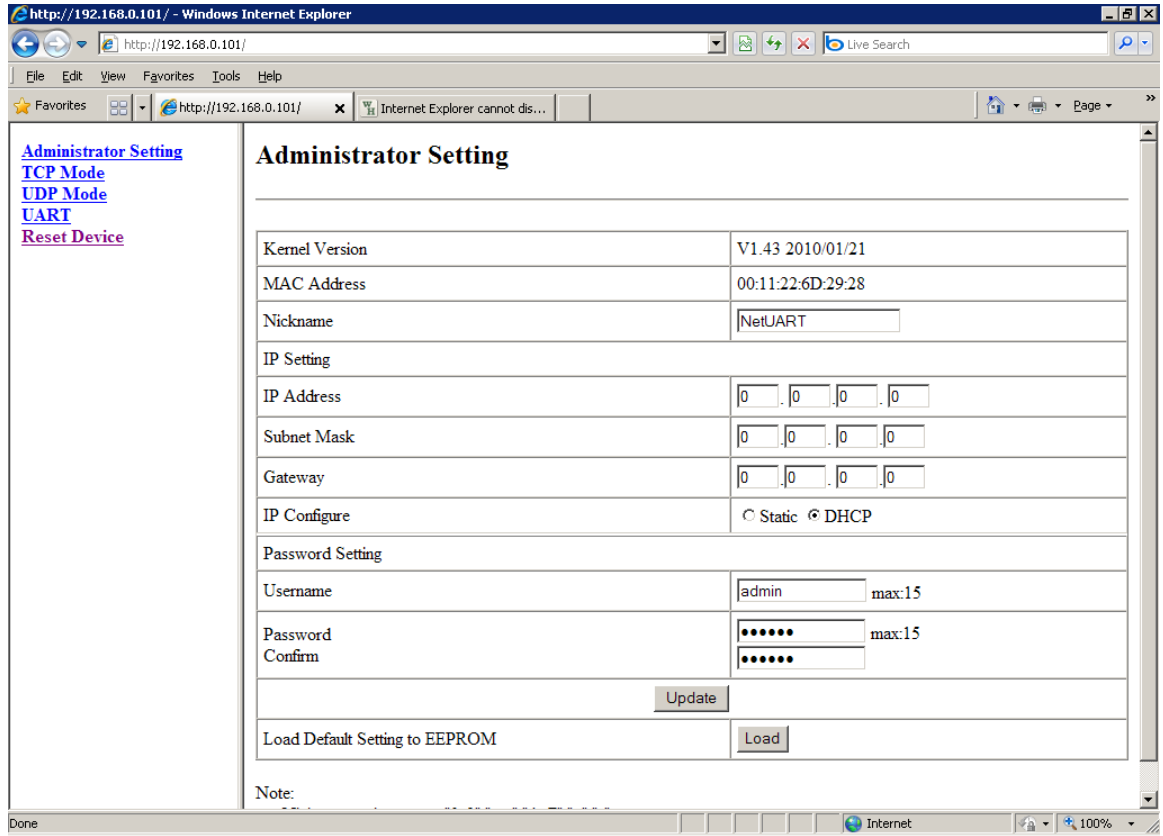 http://192.168.0.101/ - Windows Internet Explorer
http://192.168.0.101/
Live Search
File Edit View Favorites Tools Help
Favorites
http://192.168.0.101/
Internet Explorer cannot dis...
Page
Administrator Setting
TCP Mode
UDP Mode
UART
Reset Device
Administrator Setting
Kernel Version V1.43 2010/01/21
MAC Address 00:11:22:6D:29:28
Nickname NetUART
IP Setting
IP Address 0 . 0 . 0 . 0
Subnet Mask 0 . 0 . 0 . 0
Gateway 0 . 0 . 0 . 0
IP Configure Static DHCP
Password Setting
Username admin max:15
Password •••••• max:15
Confirm ••••••
Update
Load Default Setting to EEPROM Load
Note:
Done Internet 100%